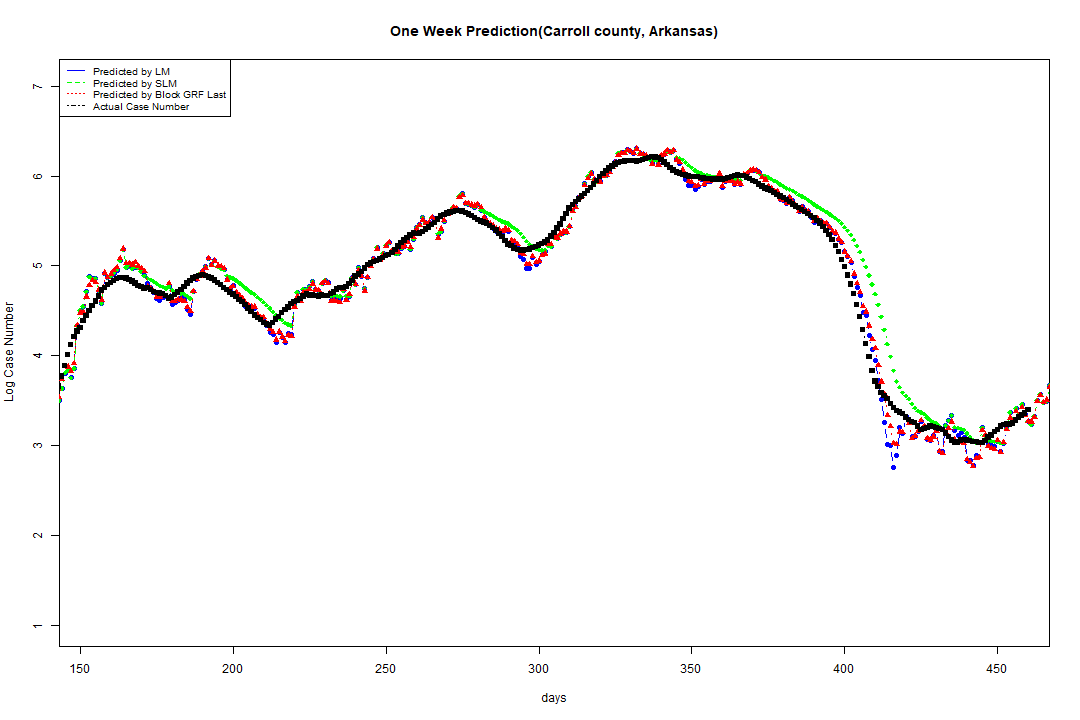 One Week Prediction(Carroll county, Arkansas)
Predicted by LM
Predicted by SLM
Predicted by Block GRF Last
Actual Case Number
7
6
5
4
3
2
1
Log Case Number
150 200 250 300 350 400 450
days